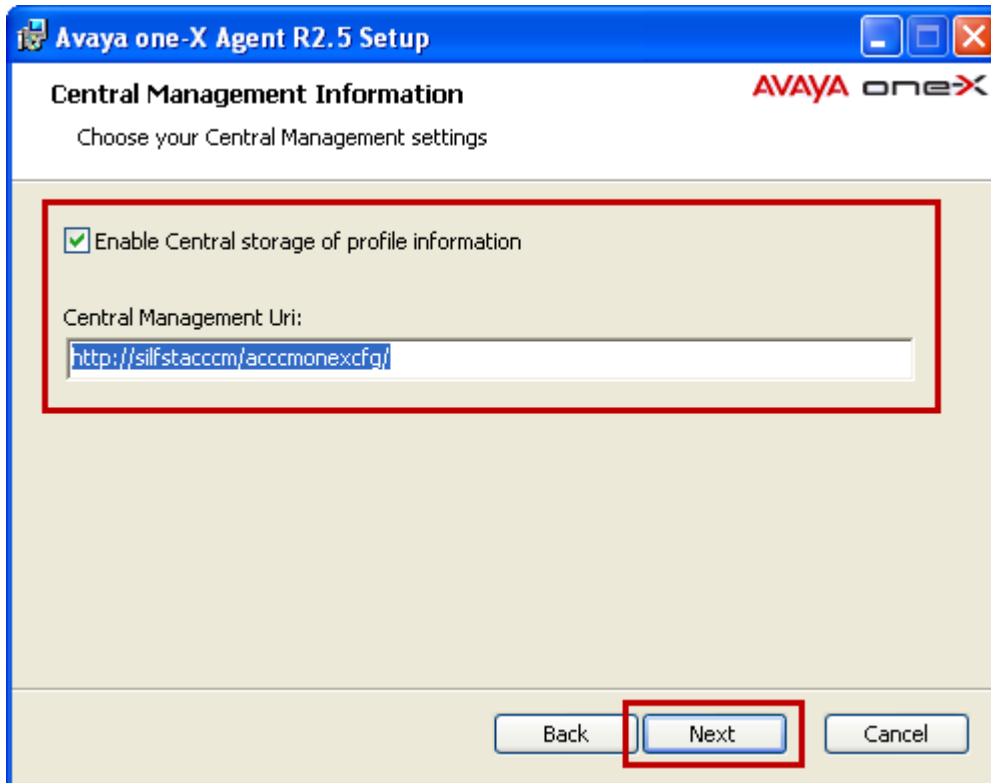 Avaya one-X Agent R2.5 Setup
Central Management Information
AVAYA one-X
Choose your Central Management settings
Enable Central storage of profile information
Central Management Uri:
http://silfstacccm/acccmonexcfg/
Back Next Cancel